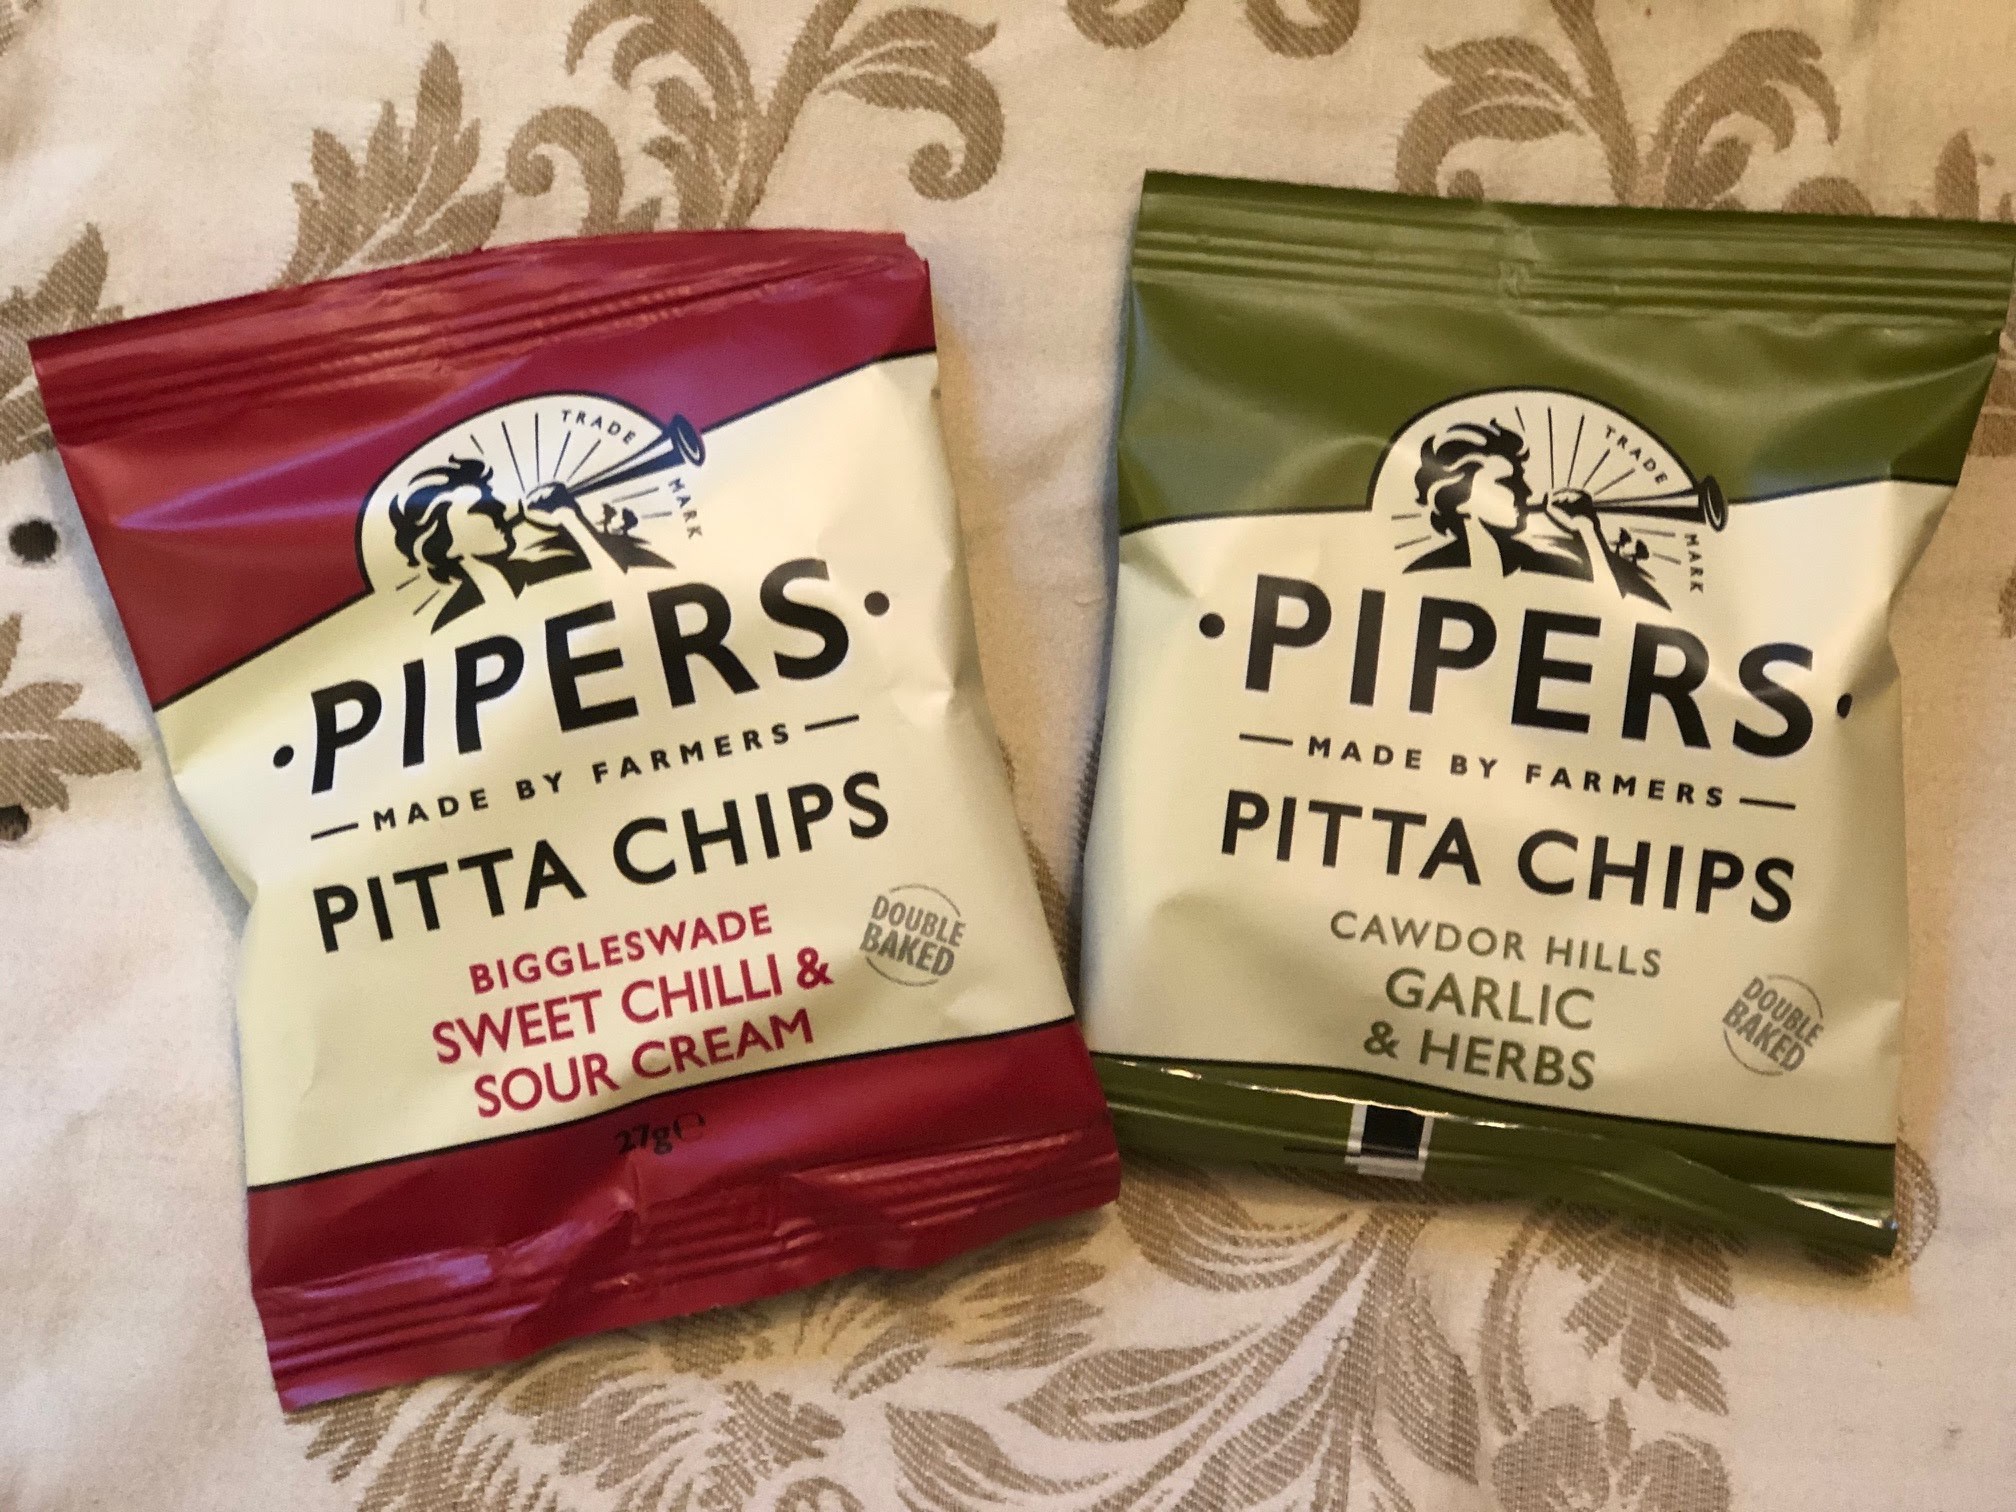 TRADE
MARK
·PIPERS·
— MADE BY FARMERS —
PITTA CHIPS
BIGGLESWADE
SWEET CHILLI &
SOUR CREAM
DOUBLE
BAKED
27g℮
TRADE
MARK
·PIPERS·
— MADE BY FARMERS —
PITTA CHIPS
CAWDOR HILLS
GARLIC
& HERBS
DOUBLE
BAKED